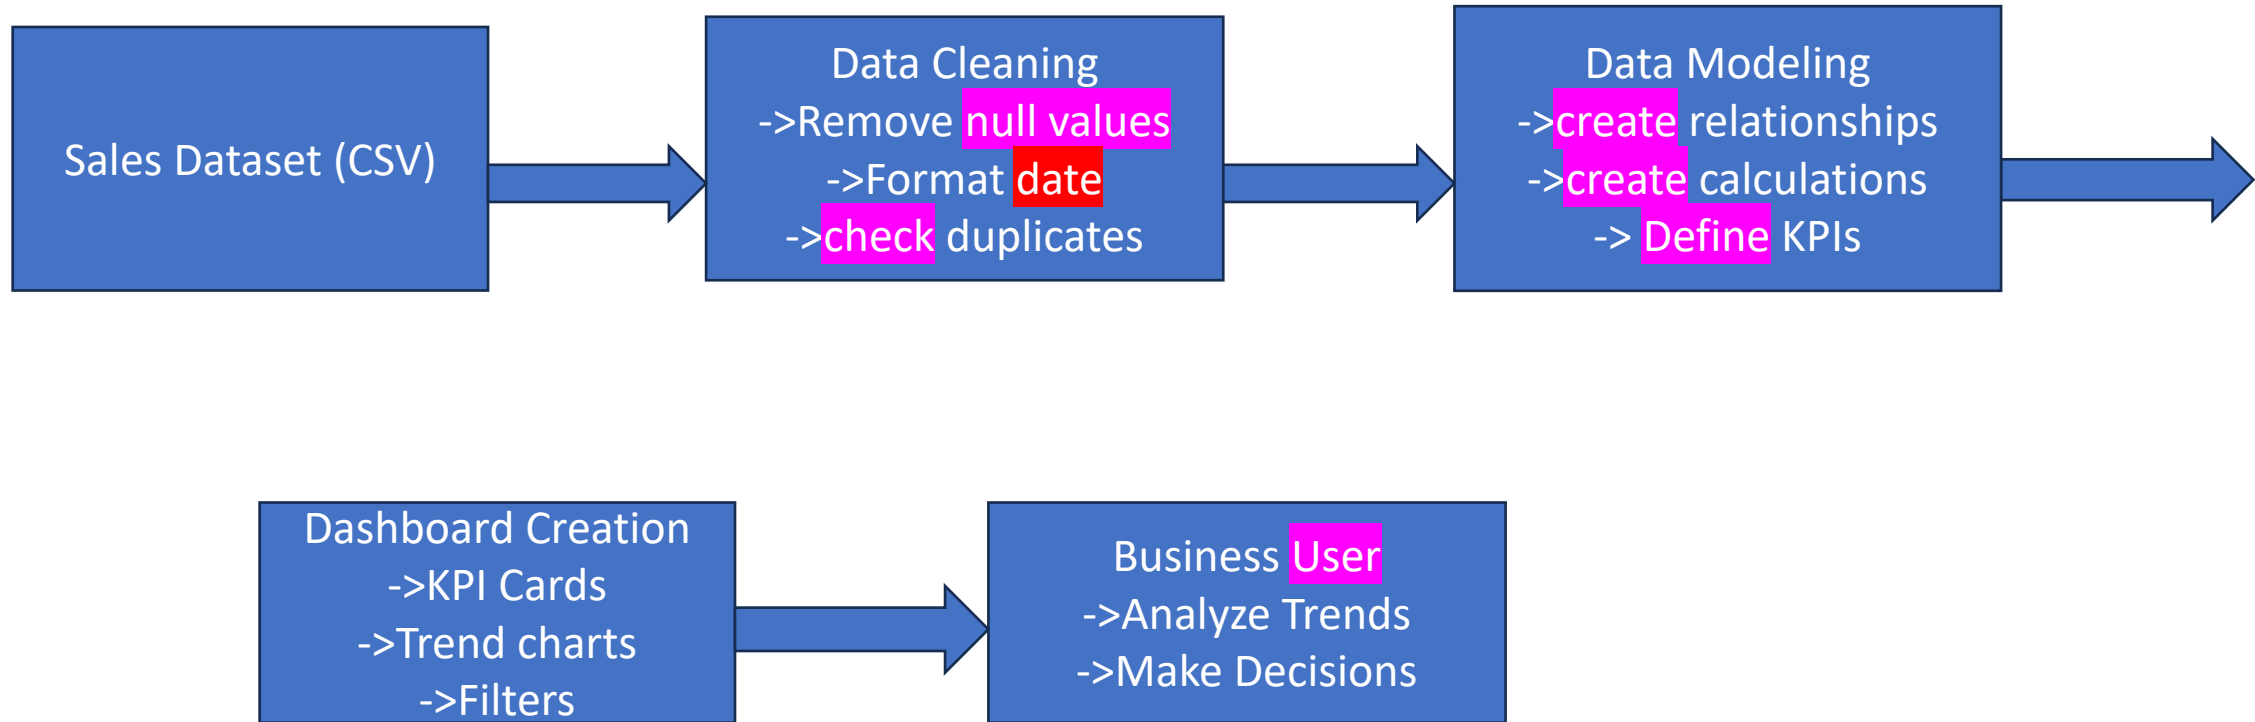 Sales Dataset (CSV)
Data Cleaning
->Remove null values
->Format date
->check duplicates
Data Modeling
->create relationships
->create calculations
-> Define KPIs
Dashboard Creation
->KPI Cards
->Trend charts
->Filters
Business User
->Analyze Trends
->Make Decisions